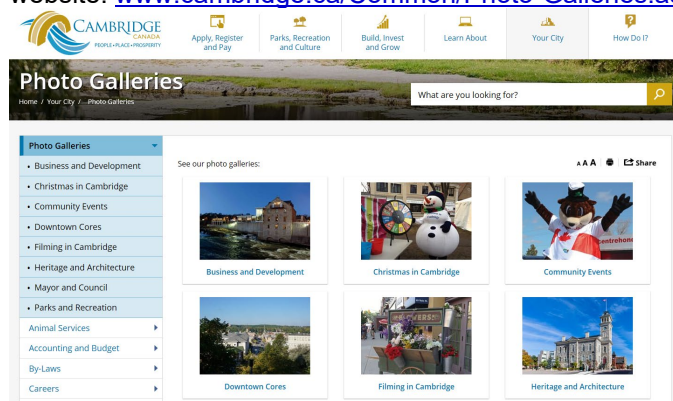 website: www.cambridge.ca/Common/Photo-Galleries.a
CAMBRIDGE
CANADA
PEOPLE • PLACE • PROSPERITY
Apply, Register and Pay
Parks, Recreation and Culture
Build, Invest and Grow
Learn About
Your City
How Do I?
Photo Galleries
Home / Your City / Photo Galleries
What are you looking for?
Photo Galleries
• Business and Development
• Christmas in Cambridge
• Community Events
• Downtown Cores
• Filming in Cambridge
• Heritage and Architecture
• Mayor and Council
• Parks and Recreation
Animal Services
Accounting and Budget
By-Laws
Careers
See our photo galleries:
A A A
Share
Business and Development
Christmas in Cambridge
Community Events
Downtown Cores
Filming in Cambridge
Heritage and Architecture